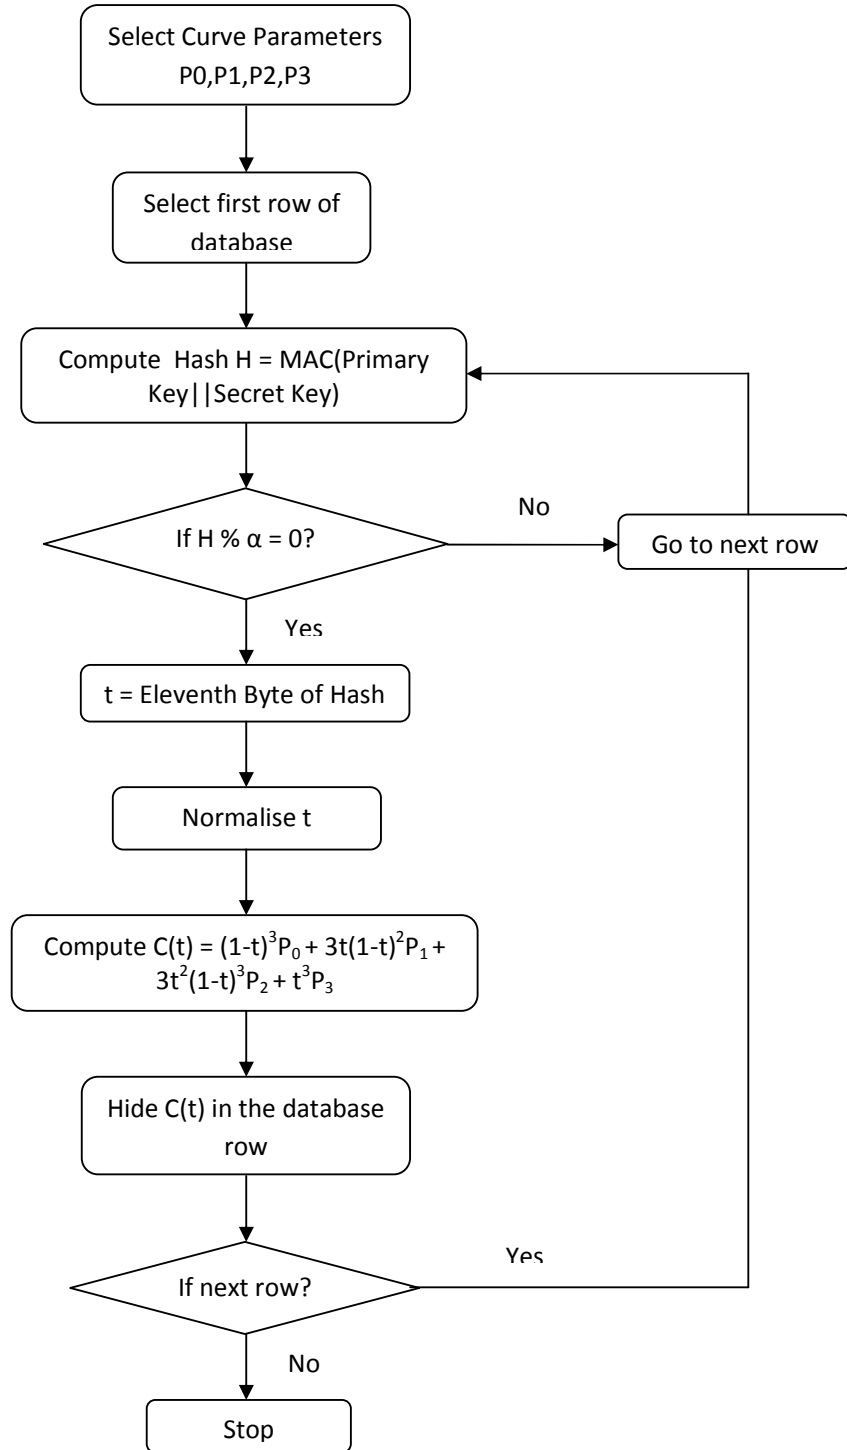 Select Curve Parameters
P0,P1,P2,P3
Select first row of
database
Compute  Hash H = MAC(Primary
Key||Secret Key)
If H % α = 0?
No
Go to next row
Yes
t = Eleventh Byte of Hash
Normalise t
Compute C(t) = (1-t)³P₀ + 3t(1-t)²P₁ +
3t²(1-t)³P₂ + t³P₃
Hide C(t) in the database
row
If next row?
Yes
No
Stop